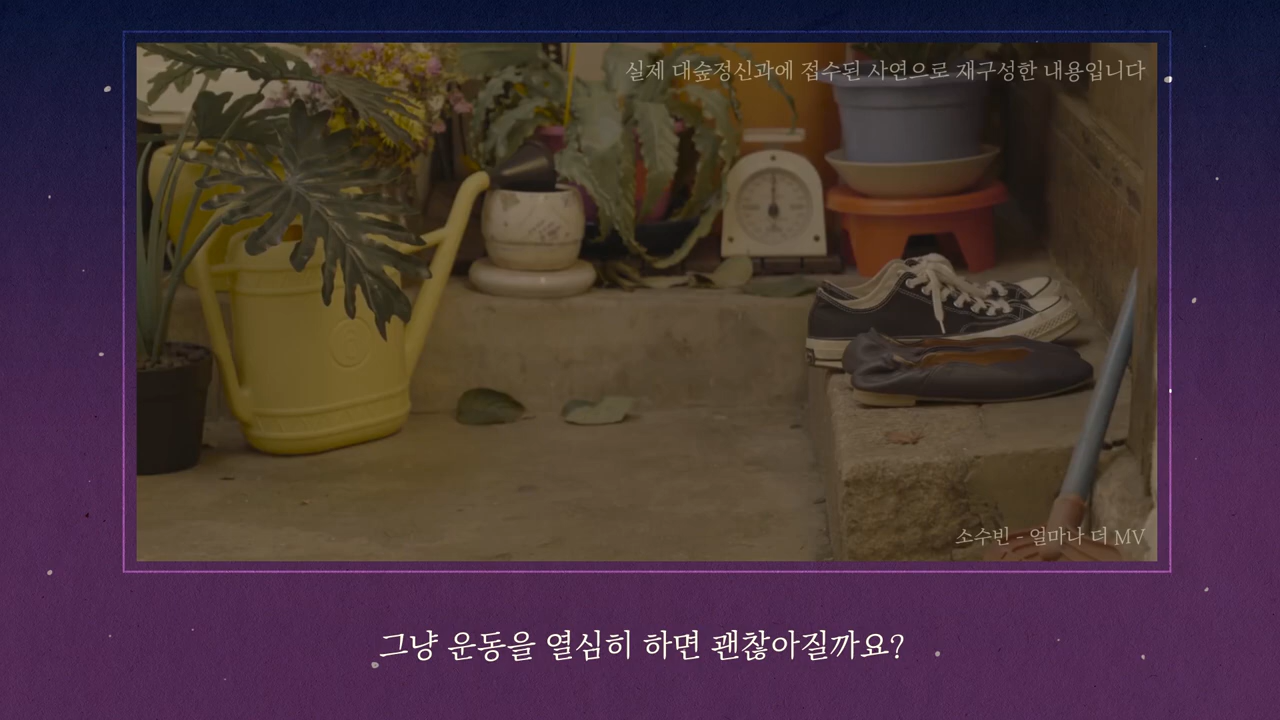 실제 대숲정신과에 접수된 사연으로 재구성한 내용입니다
소수빈 - 얼마나 더 MV
그냥 운동을 열심히 하면 괜찮아질까요?